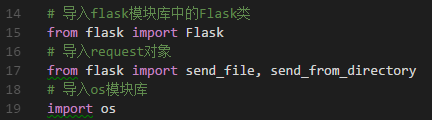 14 # 导入flask模块库中的Flask类
15 from flask import Flask
16 # 导入request对象
17 from flask import send_file, send_from_directory
18 # 导入os模块库
19 import os